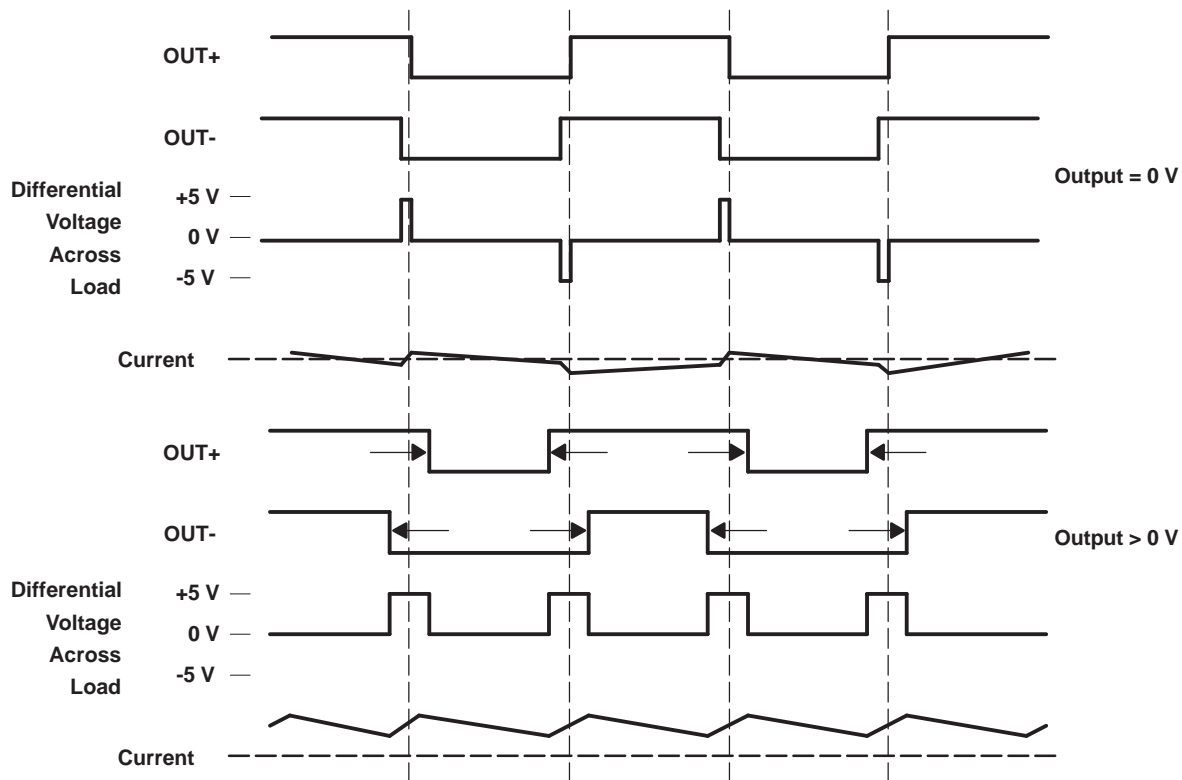 OUT+
OUT-
Output = 0 V
Differential
Voltage
Across
Load
+5 V
0 V
-5 V
Current
OUT+
OUT-
Output > 0 V
Differential
Voltage
Across
Load
+5 V
0 V
-5 V
Current